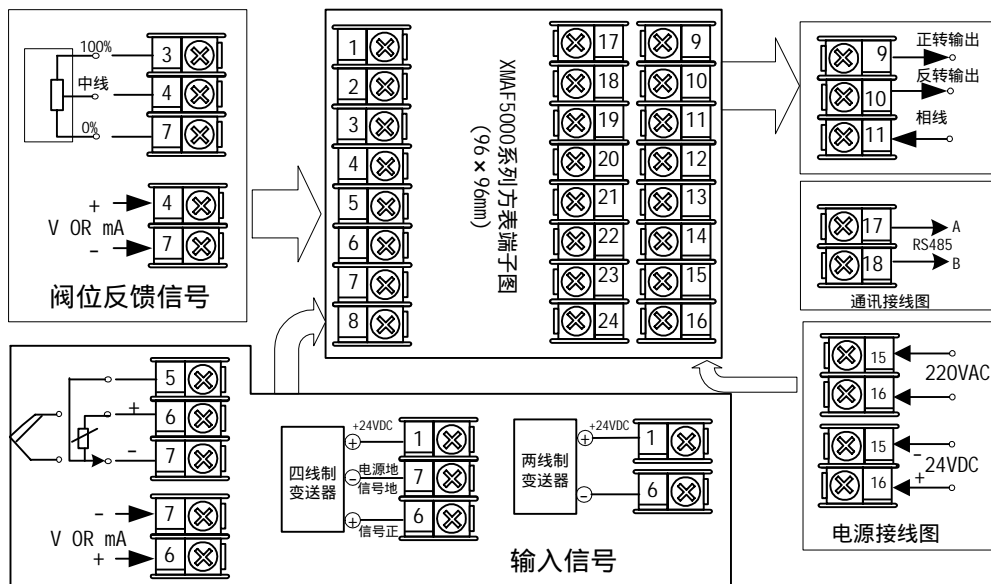 100%
中线
0%
3
4
7
+
V OR mA
-
4
7
阀位反馈信号
1
2
3
4
5
6
7
8
XMAF5000系列方表端子图
(96×96mm)
17
18
19
20
21
22
23
24
9
10
11
12
13
14
15
16
9
10
11
正转输出
反转输出
相线
17
18
A
RS485
B
通讯接线图
15
16
220VAC
15
16
-
24VDC
+
电源接线图
5
6
7
+
-
7
6
-
V OR mA
+
四线制
变送器
+24VDC
+
电源地
-
信号地
+
信号正
1
7
6
两线制
变送器
+24VDC
+
-
1
6
输入信号